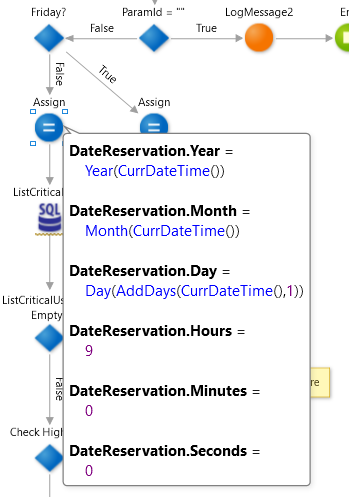 Friday?
ParamId = ""
LogMessage2
False
True
False
True
Assign
Assign
DateReservation.Year =
Year(CurrDateTime())
DateReservation.Month =
Month(CurrDateTime())
DateReservation.Day =
Day(AddDays(CurrDateTime(),1))
DateReservation.Hours =
9
DateReservation.Minutes =
0
DateReservation.Seconds =
0
ListCritical
SQL
ListCriticalUs
Empty
False
Check High
re